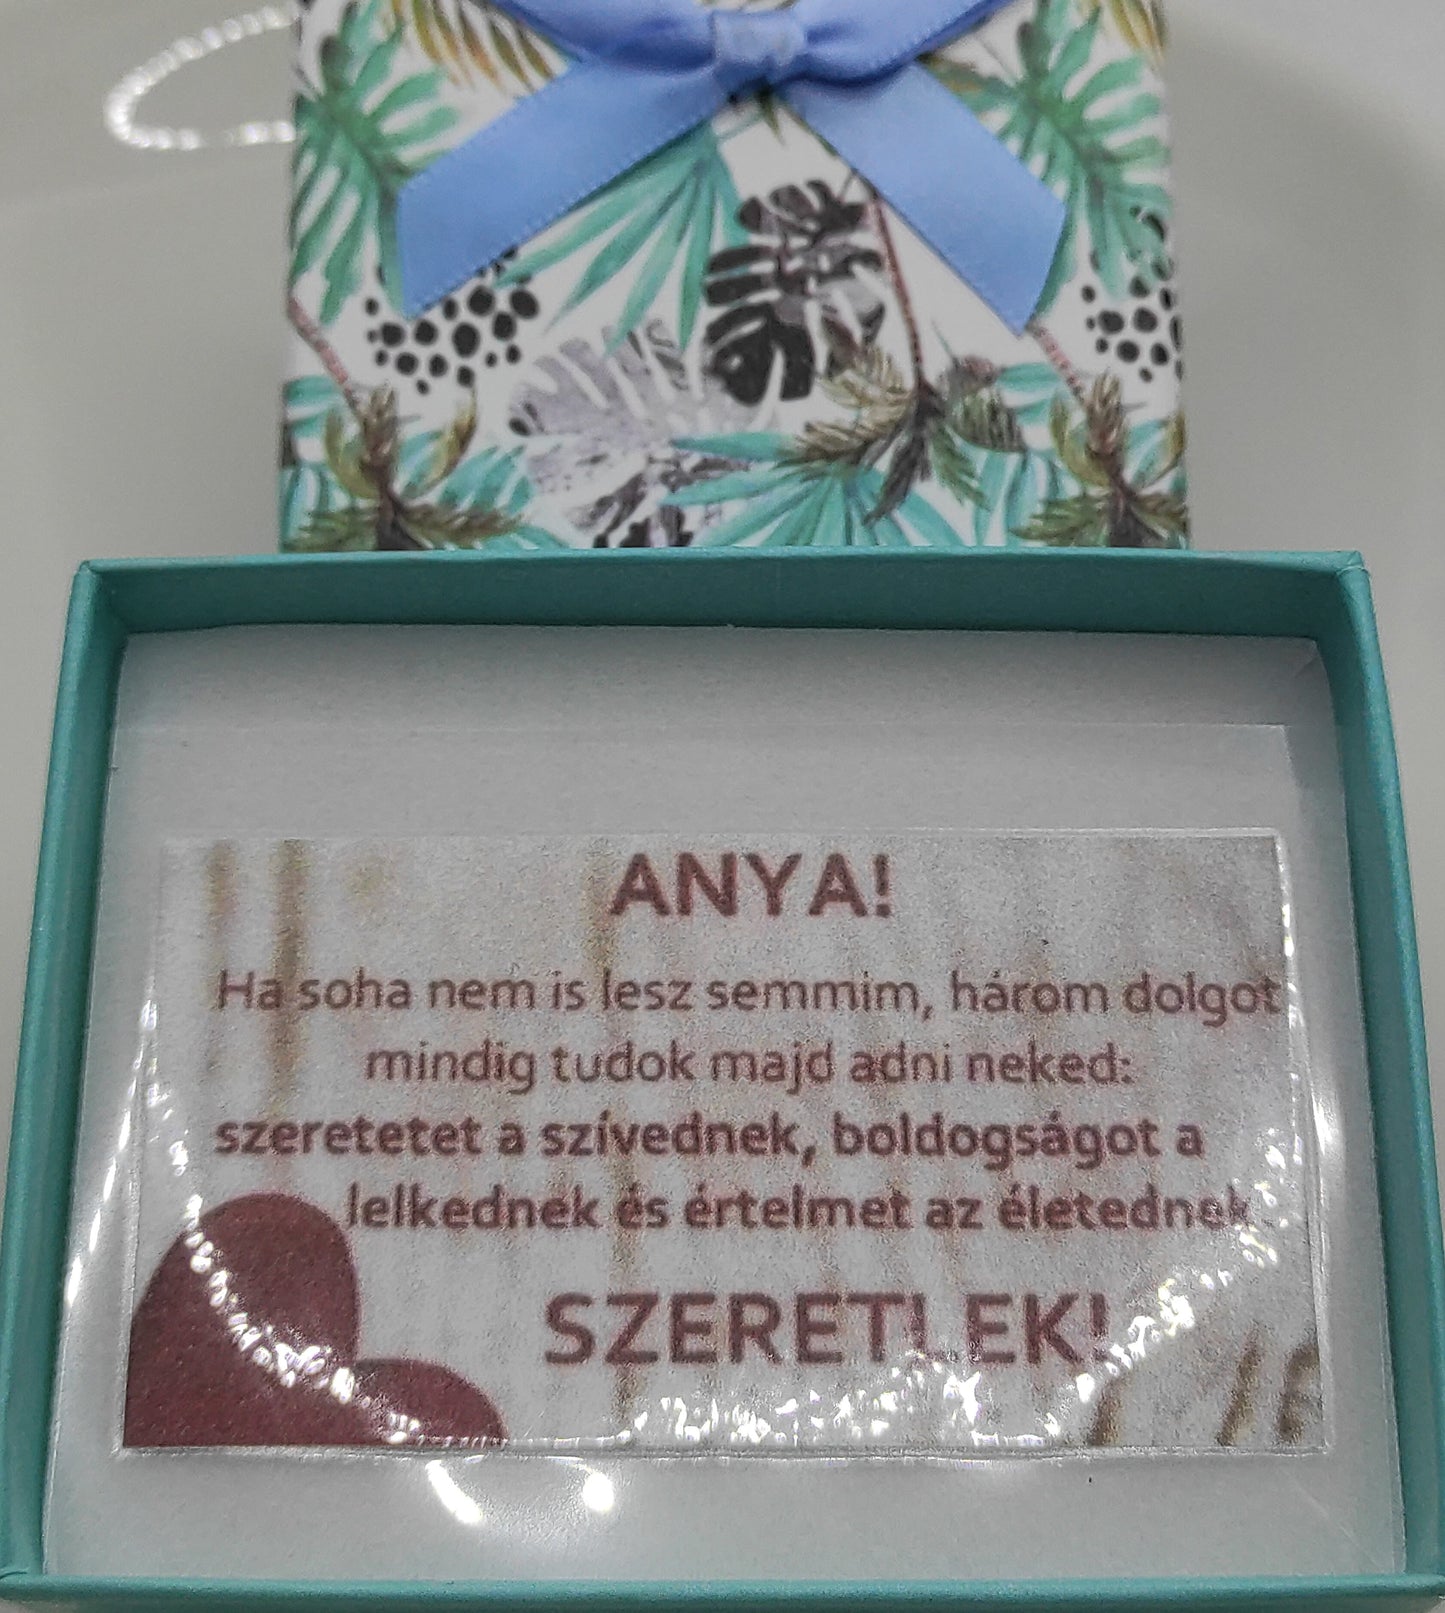 ANYA!
Ha soha nem is lesz semmim, három dolgot
mindig tudok majd adni neked:
szeretetet a szívednek, boldogságot a
lelkednek és értelmet az életednek.
SZERETLEK!